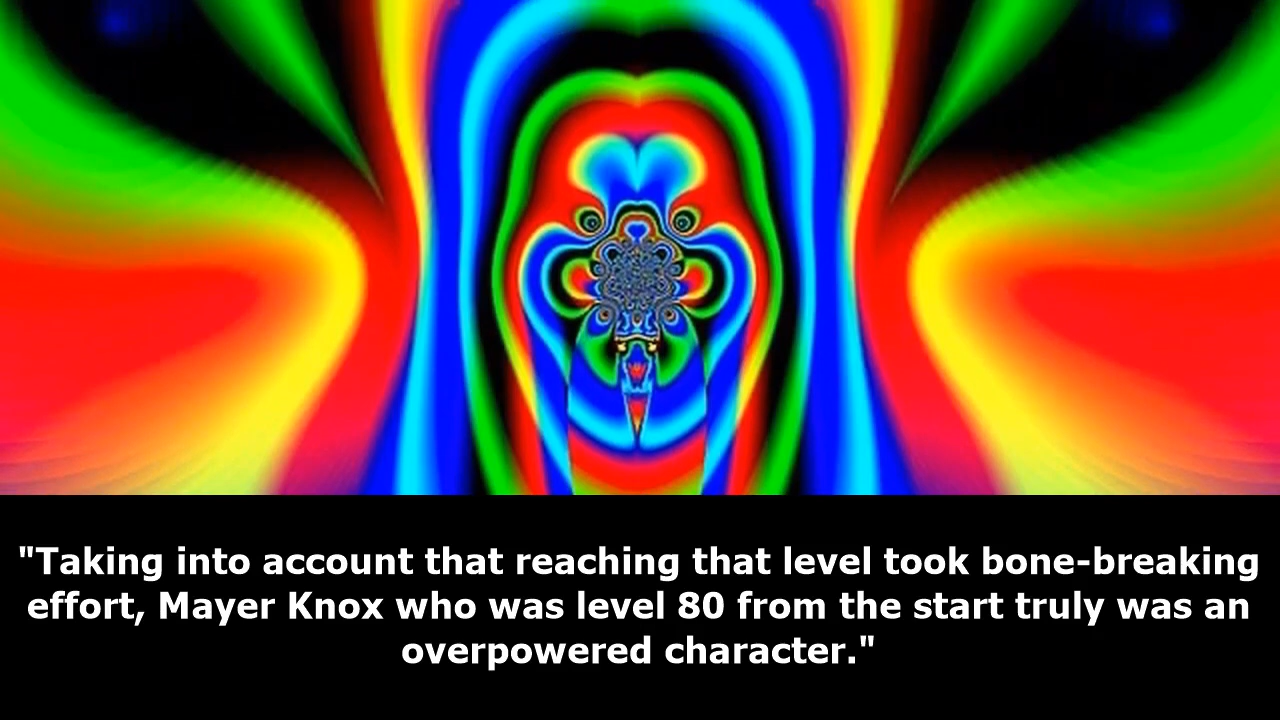 "Taking into account that reaching that level took bone-breaking
effort, Mayer Knox who was level 80 from the start truly was an
overpowered character."